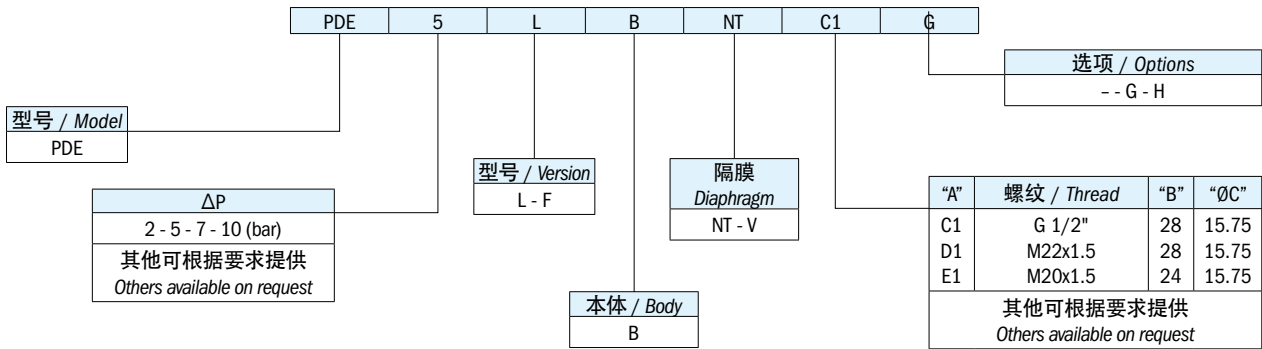 PDE 5 L B NT C1 G
选项 / Options
– - G - H
型号 / Model
PDE
ΔP
2 - 5 - 7 - 10 (bar)
其他可根据要求提供
Others available on request
型号 / Version
L - F
本体 / Body
B
隔膜
Diaphragm
NT - V
“A” 螺纹 / Thread “B” “ØC”
C1 G 1/2" 28 15.75
D1 M22x1.5 28 15.75
E1 M20x1.5 24 15.75
其他可根据要求提供
Others available on request